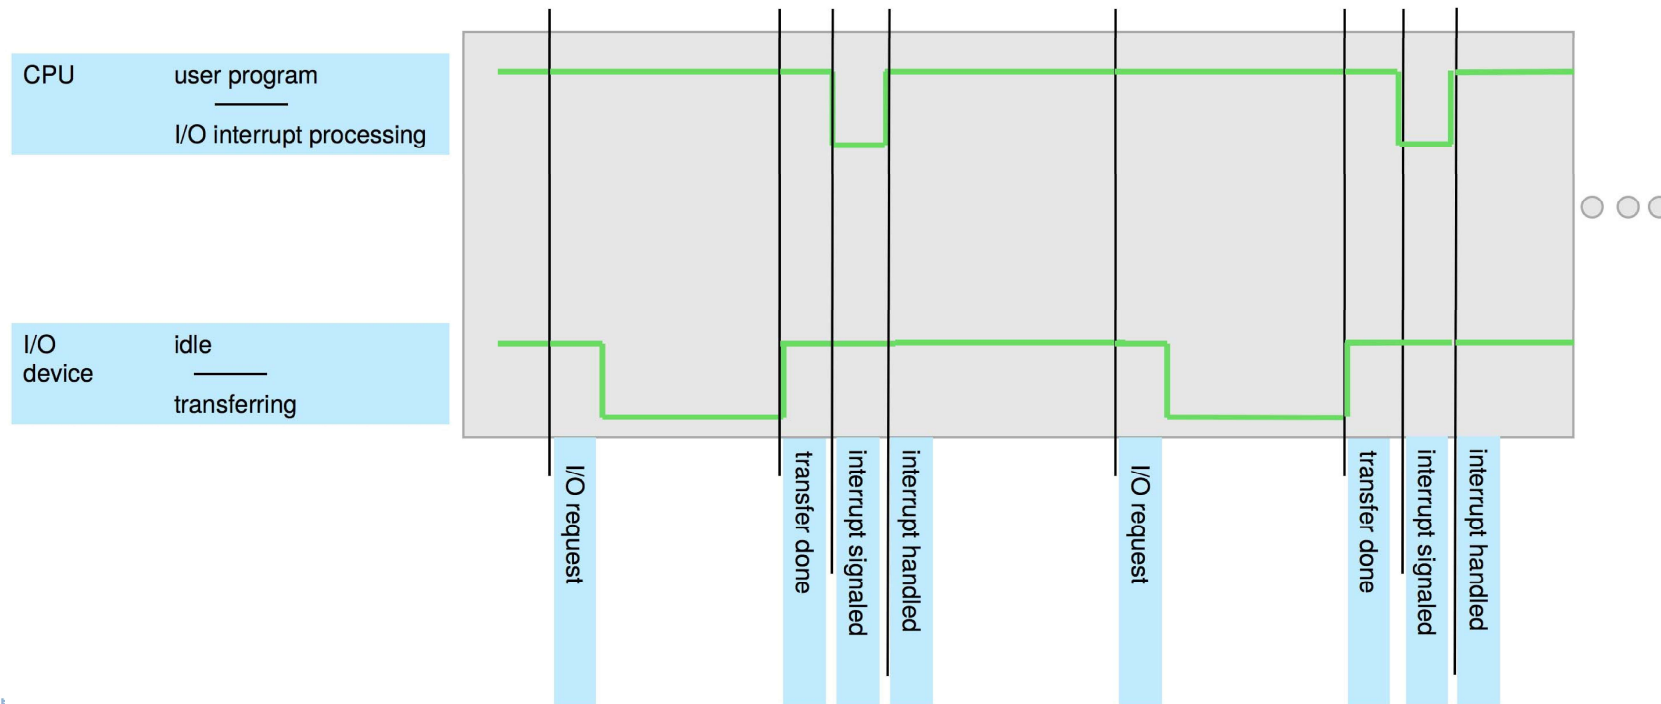 CPU
user program
I/O interrupt processing
I/O
device
idle
transferring
I/O request
transfer done
interrupt signaled
interrupt handled
I/O request
transfer done
interrupt signaled
interrupt handled